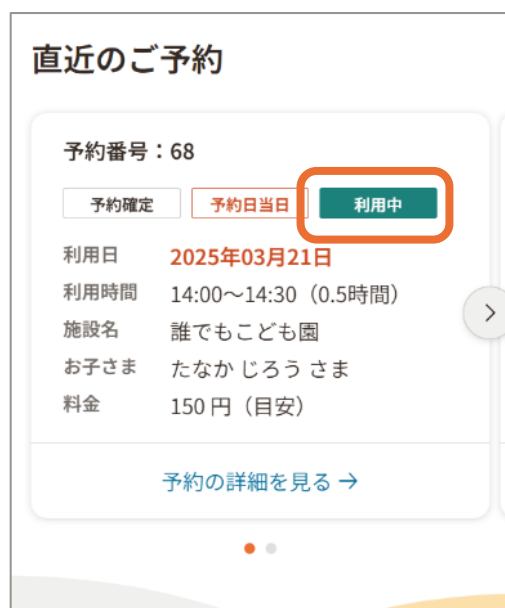 直近のご予約
予約番号：68
予約確定 予約日当日 利用中
利用日 2025年03月21日
利用時間 14:00～14:30（0.5時間）
施設名 誰でもこども園
お子さま たなか じろう さま
料金 150 円（目安）
予約の詳細を見る →